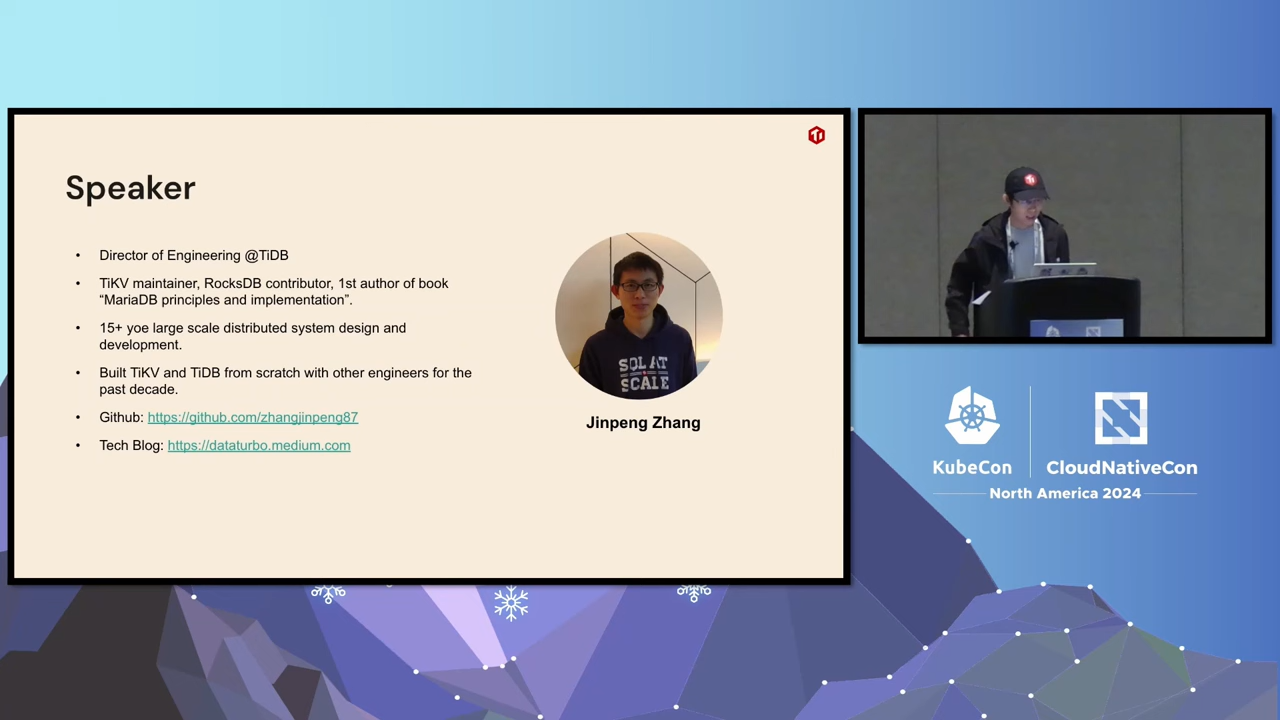 Speaker
• Director of Engineering @TiDB
• TiKV maintainer, RocksDB contributor, 1st author of book
“MariaDB principles and implementation”.
• 15+ yoe large scale distributed system design and
development.
• Built TiKV and TiDB from scratch with other engineers for the
past decade.
• Github: https://github.com/zhangjinpeng87
• Tech Blog: https://dataturbo.medium.com
SQL AT
SCALE
Jinpeng Zhang
KubeCon
CloudNativeCon
North America 2024